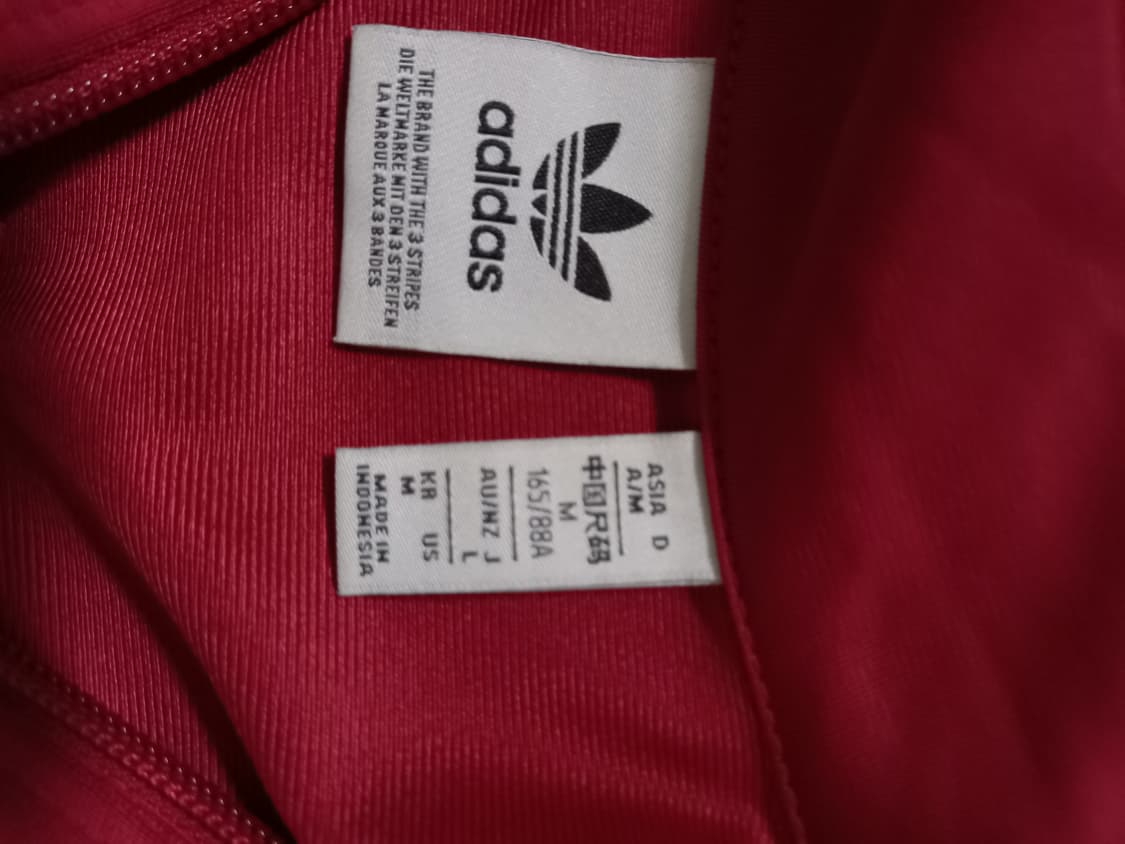 adidas
THE BRAND WITH THE 3 STRIPES
DIE WELTMARKE MIT DEN 3 STREIFEN
LA MARQUE AUX 3 BANDES
ASIA D
A/M
中国尺码
M
165/88A
AU/NZ J
L
KR US
M
MADE IN
INDONESIA